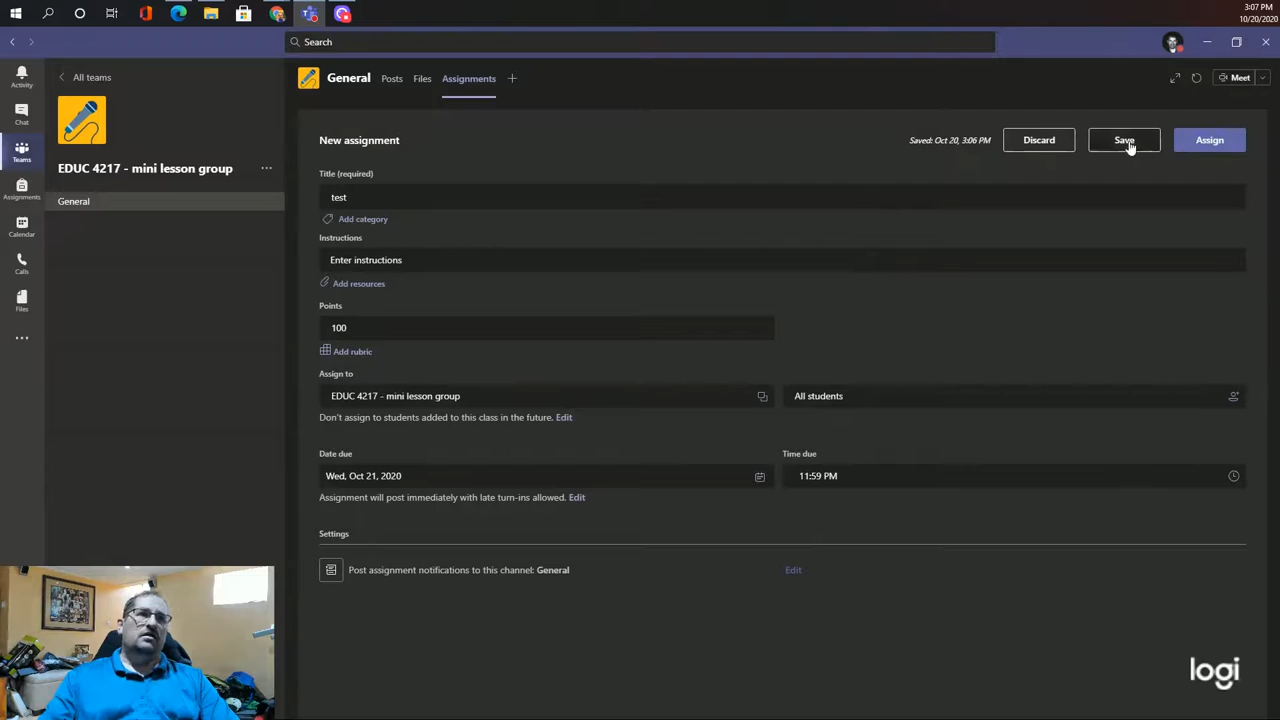 3:07 PM
10/20/2020
Search
Activity
Chat
Teams
Assignments
Calendar
Calls
Files
All teams
EDUC 4217 - mini lesson group
General
General
Posts
Files
Assignments
Meet
New assignment
Saved: Oct 20, 3:06 PM
Discard
Save
Assign
Title (required)
test
Add category
Instructions
Enter instructions
Add resources
Points
100
Add rubric
Assign to
EDUC 4217 - mini lesson group
All students
Don't assign to students added to this class in the future. Edit
Date due
Time due
Wed, Oct 21, 2020
11:59 PM
Assignment will post immediately with late turn-ins allowed. Edit
Settings
Post assignment notifications to this channel: General
Edit
logi